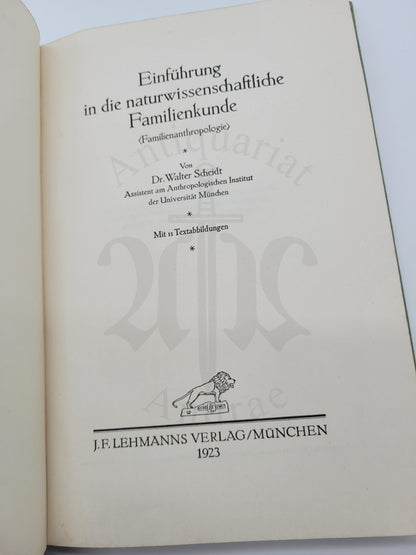 Einführung
in die naturwissenschaftliche
Familienkunde
(Familienanthropologie)
*
Von
Dr. Walter Scheidt
Assistent am Anthropologischen Institut
der Universität München
*
Mit 11 Textabbildungen
*
J. F. LEHMANNS VERLAG/MÜNCHEN
1923
Antiquariat